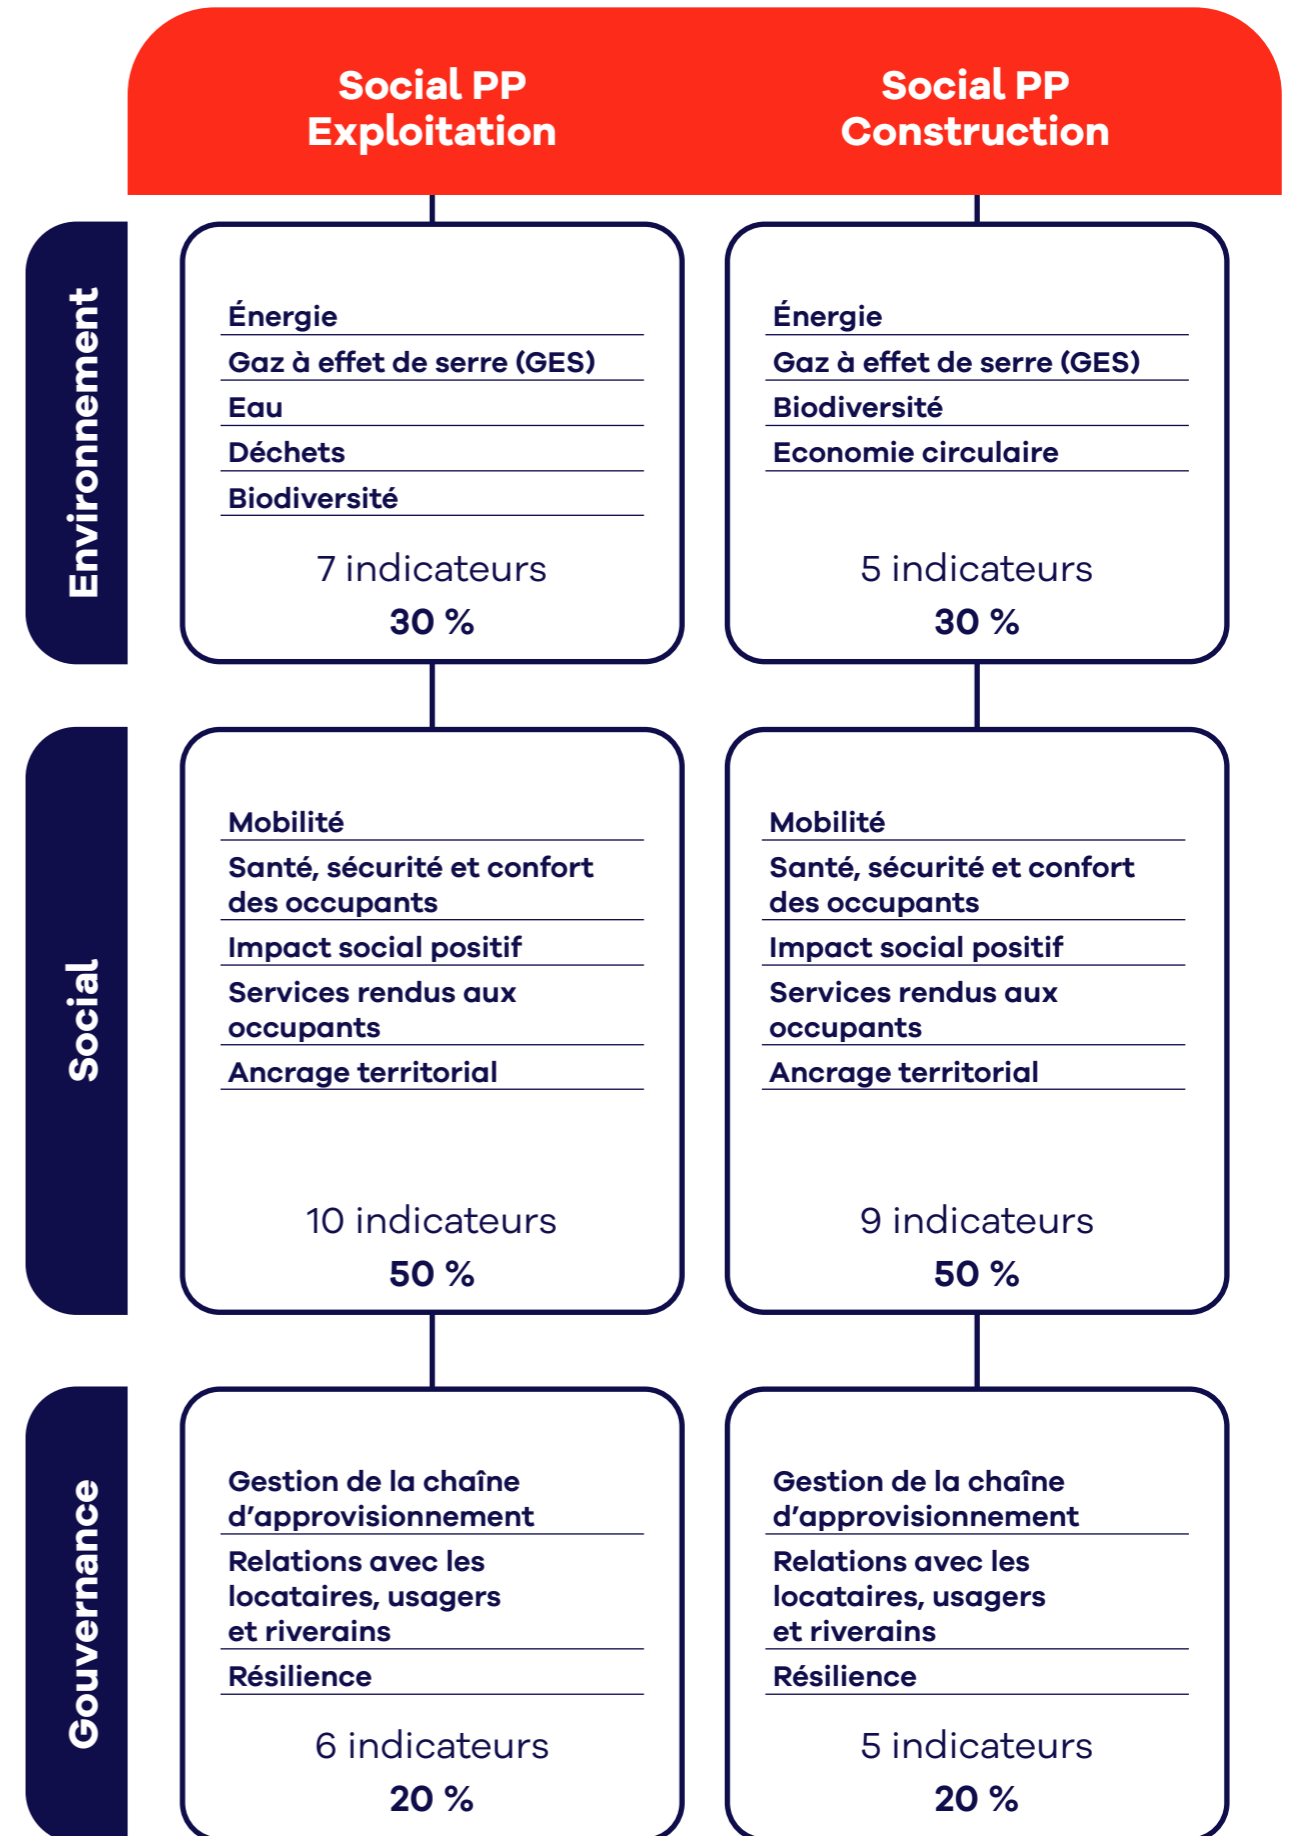 Social PP
Exploitation
Social PP
Construction
Environnement
Énergie
Gaz à effet de serre (GES)
Eau
Déchets
Biodiversité
7 indicateurs
30 %
Énergie
Gaz à effet de serre (GES)
Biodiversité
Economie circulaire
5 indicateurs
30 %
Social
Mobilité
Santé, sécurité et confort
des occupants
Impact social positif
Services rendus aux
occupants
Ancrage territorial
10 indicateurs
50 %
Mobilité
Santé, sécurité et confort
des occupants
Impact social positif
Services rendus aux
occupants
Ancrage territorial
9 indicateurs
50 %
Gouvernance
Gestion de la chaîne
d’approvisionnement
Relations avec les
locataires, usagers
et riverains
Résilience
6 indicateurs
20 %
Gestion de la chaîne
d’approvisionnement
Relations avec les
locataires, usagers
et riverains
Résilience
5 indicateurs
20 %